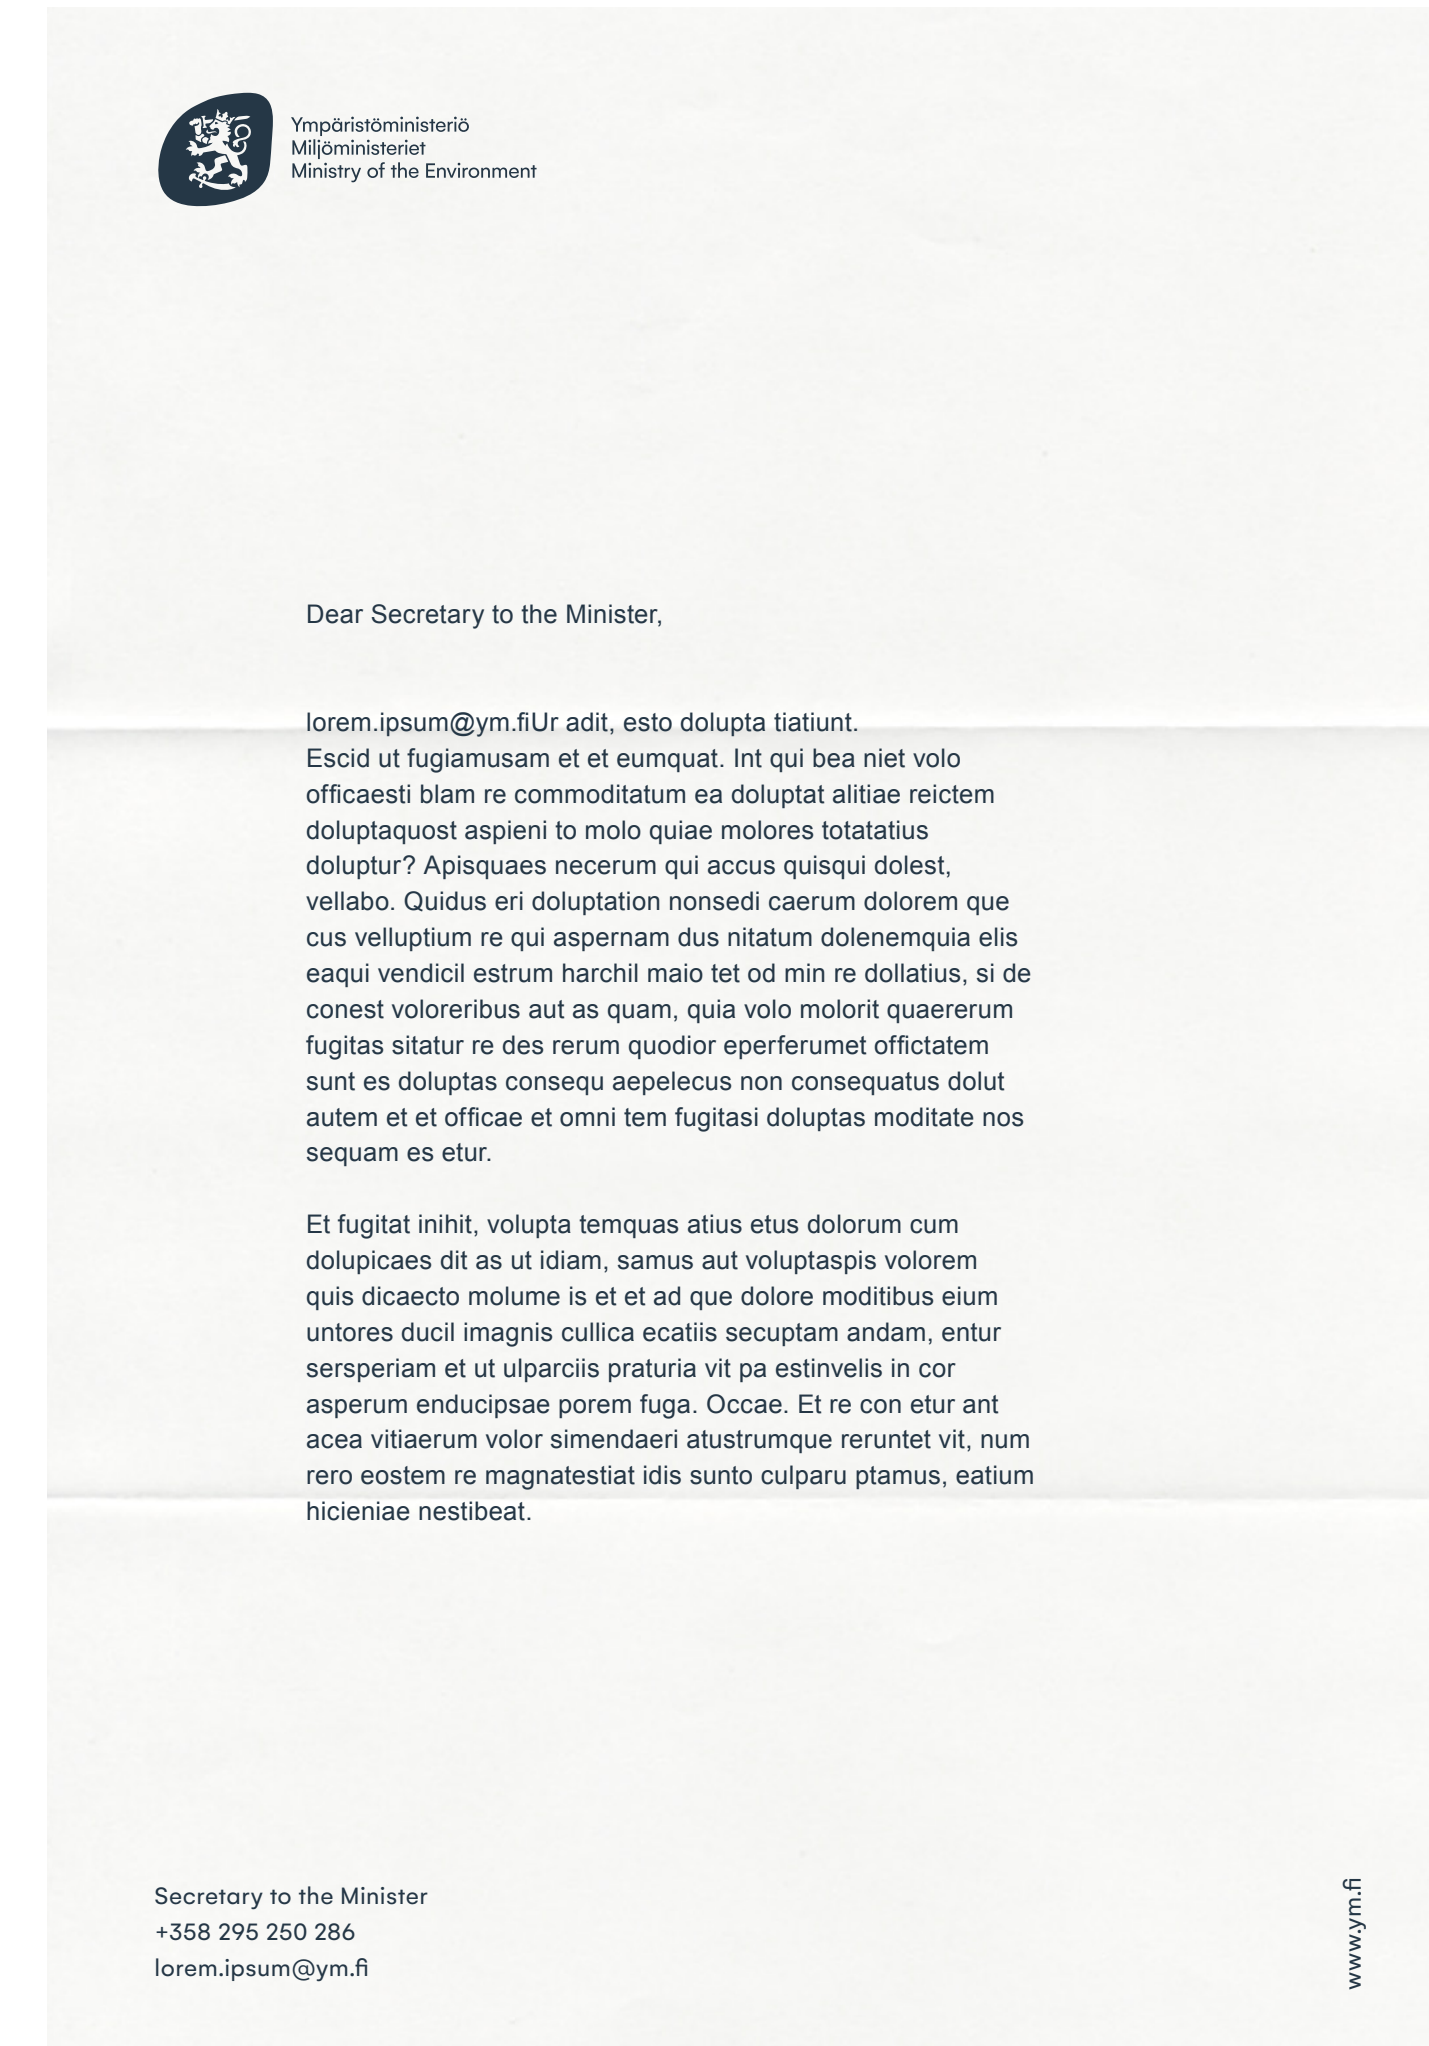 Ympäristöministeriö
Miljöministeriet
Ministry of the Environment
Dear Secretary to the Minister,
lorem.ipsum@ym.fiUr adit, esto dolupta tiatiunt.
Escid ut fugiamusam et et eumquat. Int qui bea niet volo
officaesti blam re commoditatum ea doluptat alitiae reictem
doluptaquost aspieni to molo quiae molores totatatius
doluptur? Apisquaes necerum qui accus quisqui dolest,
vellabo. Quidus eri doluptation nonsedi caerum dolorem que
cus velluptium re qui aspernam dus nitatum dolenemquia elis
eaqui vendicil estrum harchil maio tet od min re dollatius, si de
conest voloreribus aut as quam, quia volo molorit quaererum
fugitas sitatur re des rerum quodior eperferumet offictatem
sunt es doluptas consequ aepelecus non consequatus dolut
autem et et officae et omni tem fugitasi doluptas moditate nos
sequam es etur.
Et fugitat inihit, volupta temquas atius etus dolorum cum
dolupicaes dit as ut idiam, samus aut voluptaspis volorem
quis dicaecto molume is et et ad que dolore moditibus eium
untores ducil imagnis cullica ecatiis secuptam andam, entur
sersperiam et ut ulparciis praturia vit pa estinvelis in cor
asperum enducipsae porem fuga. Occae. Et re con etur ant
acea vitiaerum volor simendaeri atustrumque reruntet vit, num
rero eostem re magnatestiat idis sunto culparu ptamus, eatium
hicieniae nestibeat.
Secretary to the Minister
+358 295 250 286
lorem.ipsum@ym.fi
www.ym.fi